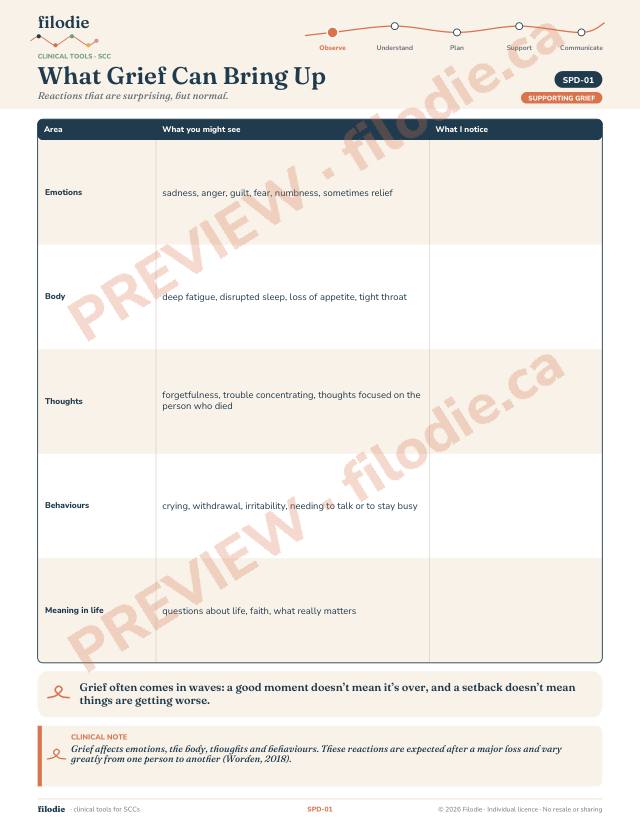 filodie
CLINICAL TOOLS · SCC
Observe Understand Plan Support Communicate
What Grief Can Bring Up
Reactions that are surprising, but normal.
SPD-01
SUPPORTING GRIEF
Area What you might see What I notice
Emotions sadness, anger, guilt, fear, numbness, sometimes relief
Body deep fatigue, disrupted sleep, loss of appetite, tight throat
Thoughts forgetfulness, trouble concentrating, thoughts focused on the
person who died
Behaviours crying, withdrawal, irritability, needing to talk or to stay busy
Meaning in life questions about life, faith, what really matters
PREVIEW · filodie.ca
PREVIEW · filodie.ca
Grief often comes in waves: a good moment doesn’t mean it’s over, and a setback doesn’t mean
things are getting worse.
CLINICAL NOTE
Grief affects emotions, the body, thoughts and behaviours. These reactions are expected after a major loss and vary
greatly from one person to another (Worden, 2018).
filodie · clinical tools for SCCs SPD-01 © 2026 Filodie · Individual licence · No resale or sharing